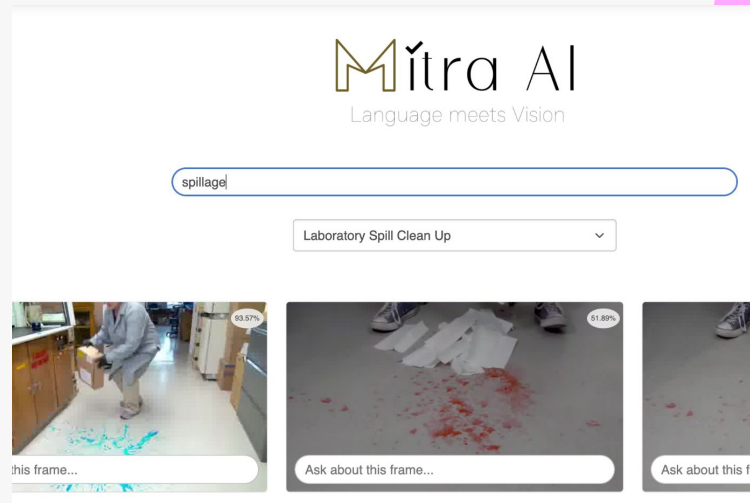 Mitra AI
Language meets Vision
spillage
Laboratory Spill Clean Up
93.57%
51.89%
this frame...
Ask about this frame...
Ask about this f